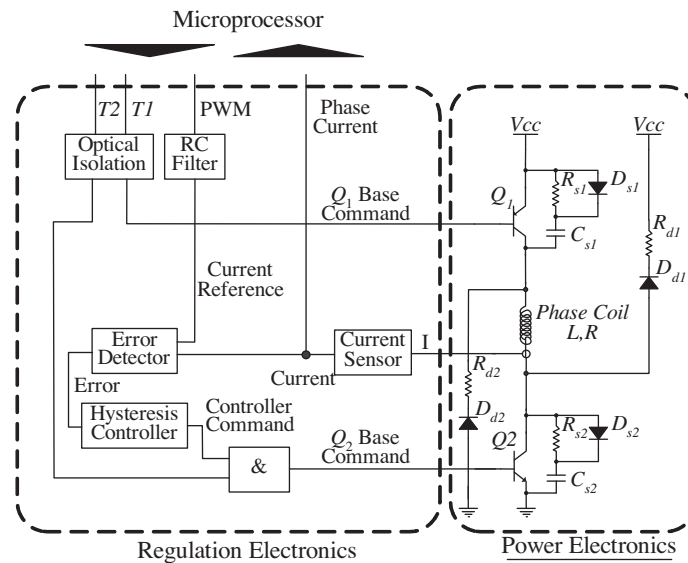 Microprocessor
T2 T1 PWM Phase Current
Optical Isolation
RC Filter
Q1 Base Command
Current Reference
Error Detector
Current Sensor
I
Current
Error
Hysteresis Controller
Controller Command
&
Q2 Base Command
Regulation Electronics
Vcc
Vcc
Q1
Rs1
Ds1
Cs1
Rd1
Dd1
Phase Coil
L,R
Rd2
Dd2
Q2
Rs2
Ds2
Cs2
Power Electronics